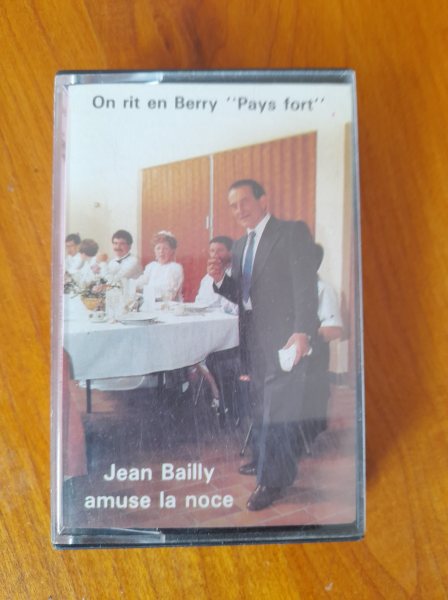 On rit en Berry "Pays fort"
Jean Bailly
amuse la noce